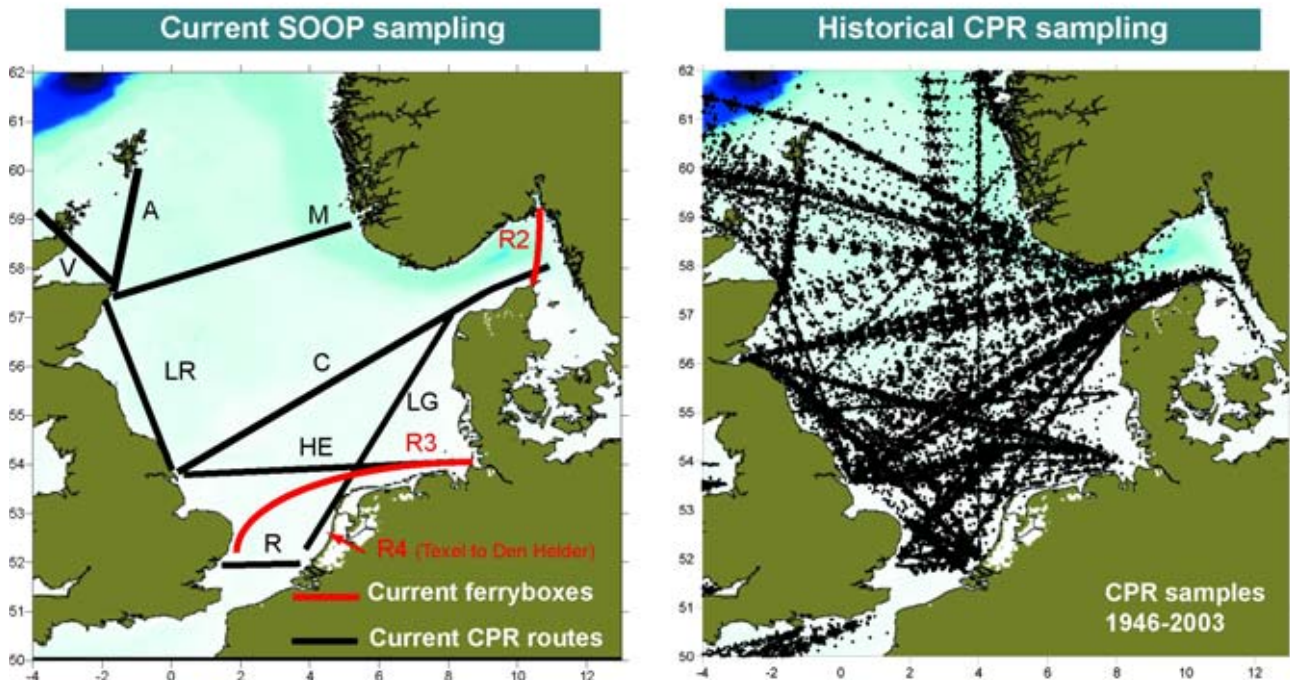 Current SOOP sampling
62
61
60
59
58
57
56
55
54
53
52
51
50
-4
-2
0
2
4
6
8
10
12
A
M
V
R2
LR
C
LG
HE
R3
R
R4 (Texel to Den Helder)
Current ferryboxes
Current CPR routes
Historical CPR sampling
62
61
60
59
58
57
56
55
54
53
52
51
50
-4
-2
0
2
4
6
8
10
12
CPR samples
1946-2003